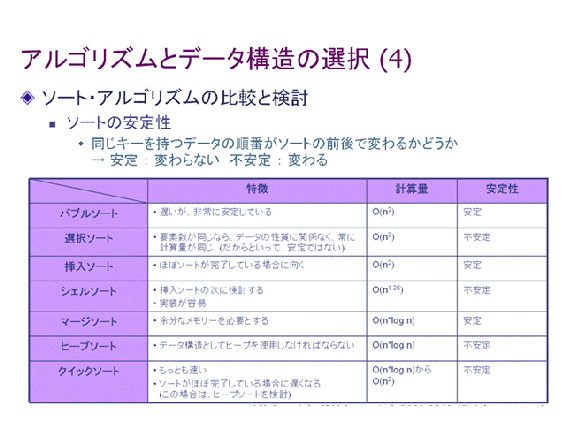 アルゴリズムとデータ構造の選択 (4)
ソート・アルゴリズムの比較と検討
ソートの安定性
同じキーを持つデータの順番がソートの前後で変わるかどうか
→ 安定 : 変わらない 不安定 : 変わる
特徴 計算量 安定性
バブルソート ・遅いが、非常に安定している O(n²) 安定
選択ソート ・要素数が同じなら、データの性質に関係なく、常に O(n²) 不安定
計算量が同じ (だからといって、安定ではない)
挿入ソート ・ほぼソートが完了している場合に向く O(n²) 安定
シェルソート ・挿入ソートの次に検討する 不安定
・実装が容易
マージソート ・余分なメモリーを必要とする O(n*log n) 安定
ヒープソート ・データ構造としてヒープを使用しなければならない O(n*log n) 不安定
クイックソート ・もっとも速い O(n*log n)から 不安定
・ソートがほぼ完了している場合に遅くなる O(n²)
(この場合は、ヒープソートを検討)